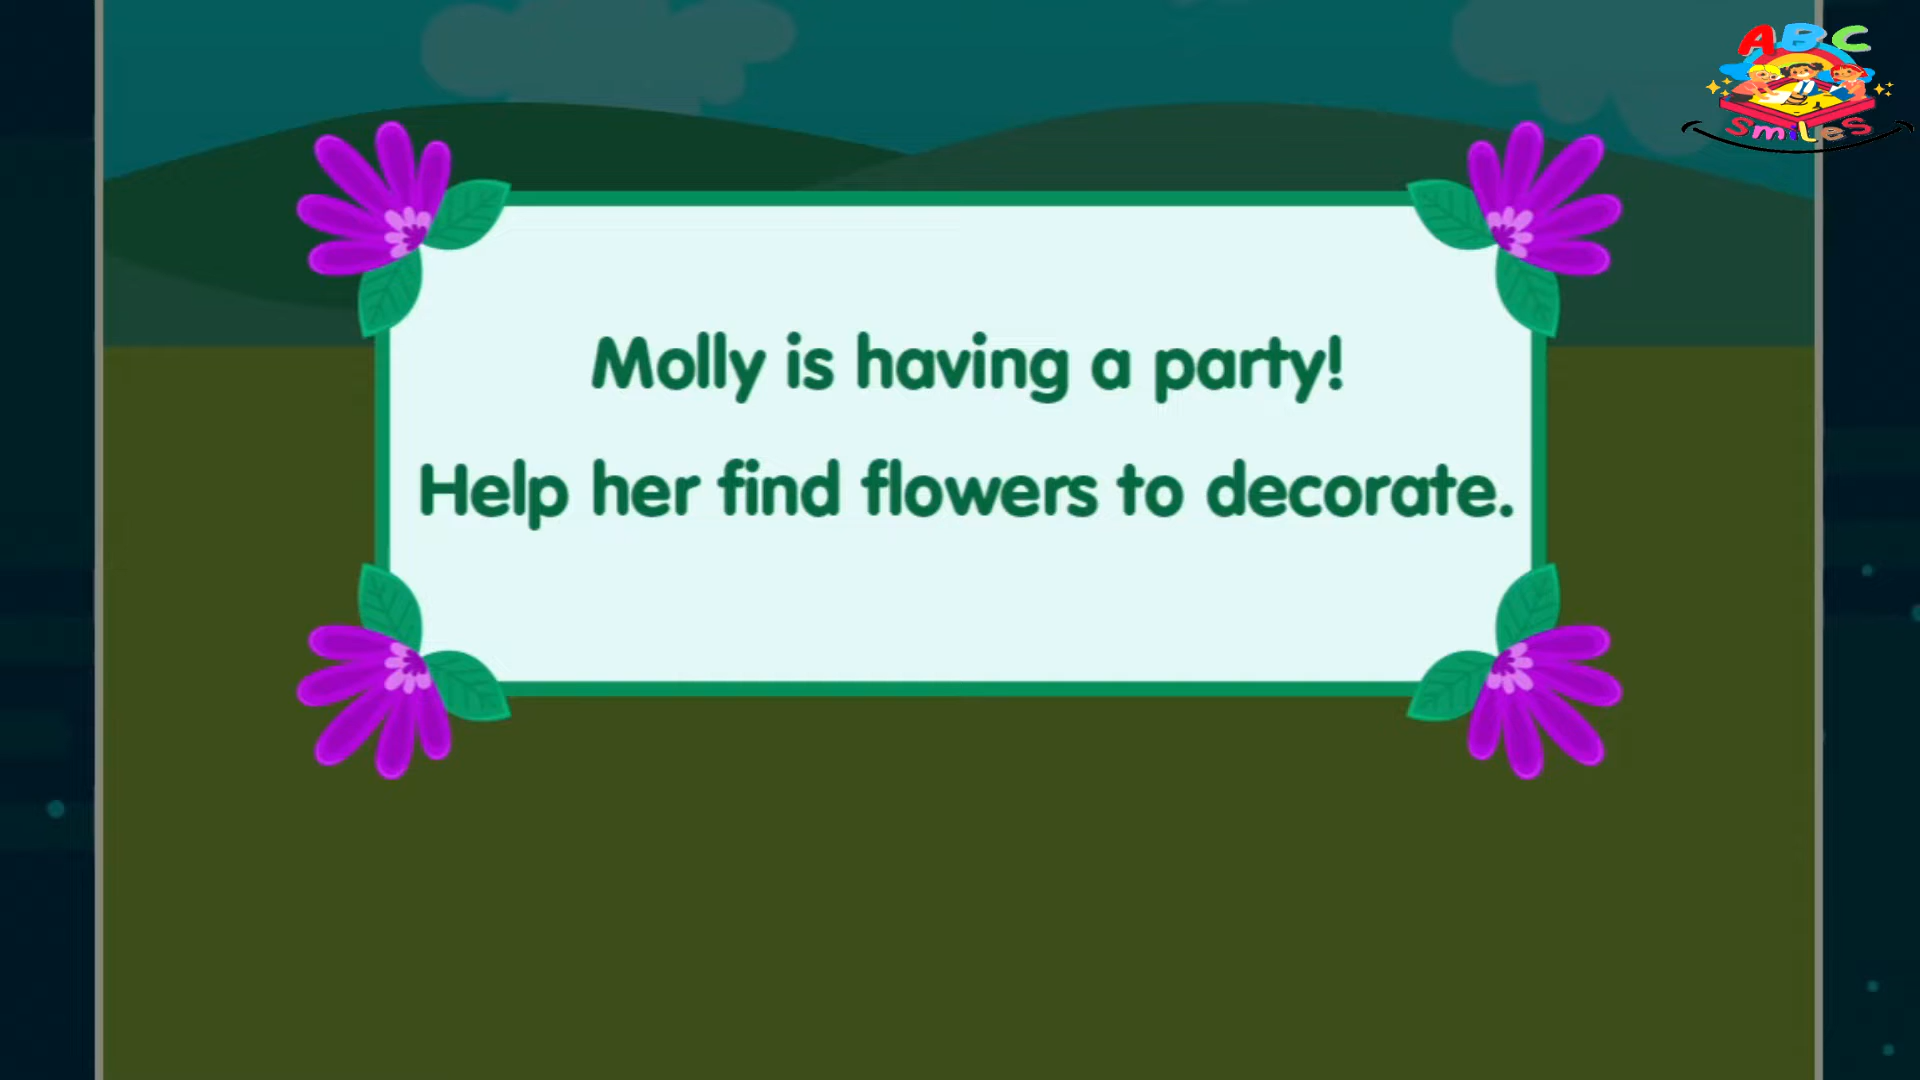 ABC
Smiles
Molly is having a party!
Help her find flowers to decorate.